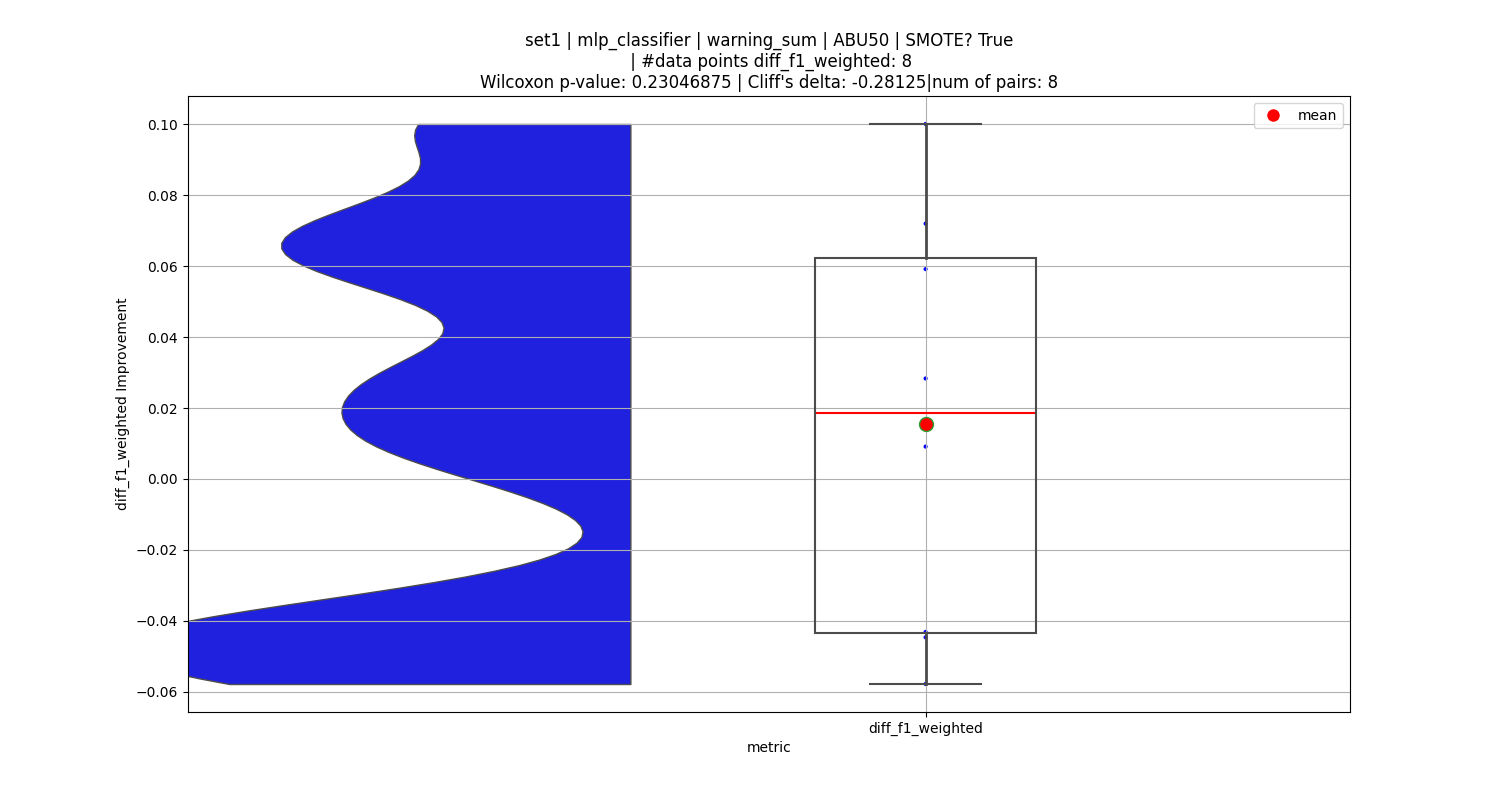 set1 | mlp_classifier | warning_sum | ABU50 | SMOTE? True
| #data points diff_f1_weighted: 8
Wilcoxon p-value: 0.23046875 | Cliff's delta: -0.28125|num of pairs: 8
mean
0.10
0.08
0.06
0.04
0.02
0.00
−0.02
−0.04
−0.06
diff_f1_weighted Improvement
diff_f1_weighted
metric